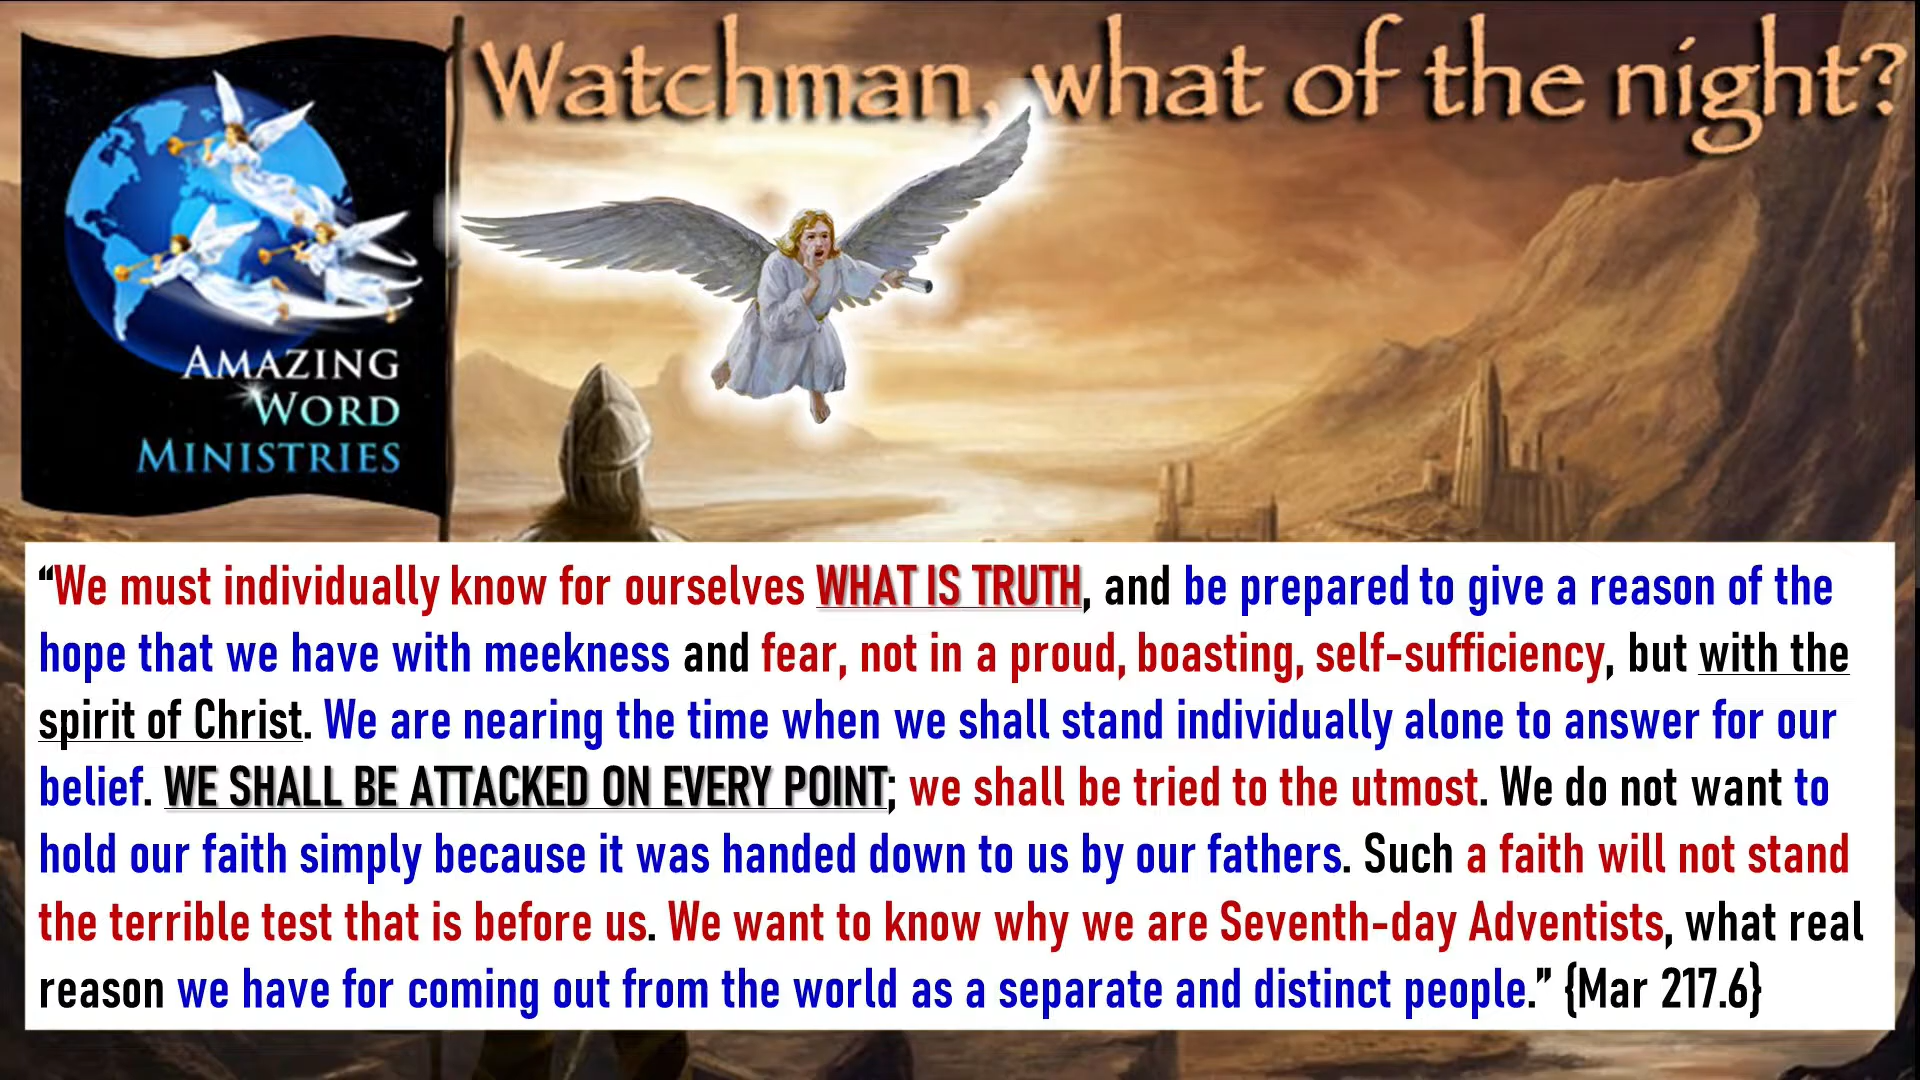 Watchman, what of the night?
AMAZING
WORD
MINISTRIES
“We must individually know for ourselves WHAT IS TRUTH, and be prepared to give a reason of the
hope that we have with meekness and fear, not in a proud, boasting, self-sufficiency, but with the
spirit of Christ. We are nearing the time when we shall stand individually alone to answer for our
belief. WE SHALL BE ATTACKED ON EVERY POINT; we shall be tried to the utmost. We do not want to
hold our faith simply because it was handed down to us by our fathers. Such a faith will not stand
the terrible test that is before us. We want to know why we are Seventh-day Adventists, what real
reason we have for coming out from the world as a separate and distinct people.” {Mar 217.6}